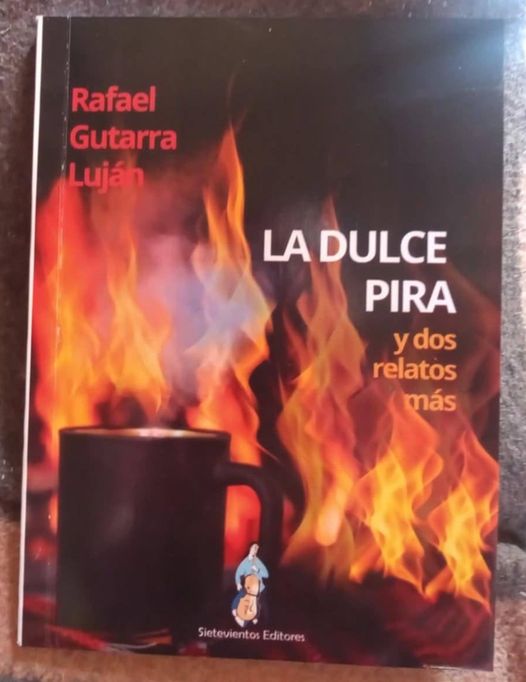 Rafael
Gutarra
Luján
LA DULCE
PIRA
y dos
relatos
más
Sietevientos Editores